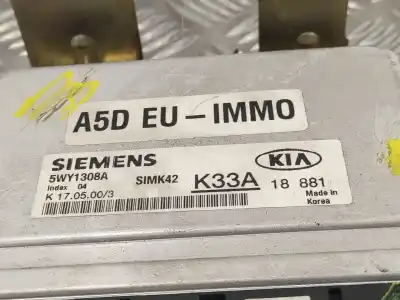 A5D EU-IMMO
SIEMENS
KIA
5WY1308A
SIMK42
K33A
18 881
Index 04
K 17.05.00/3
Made in
Korea